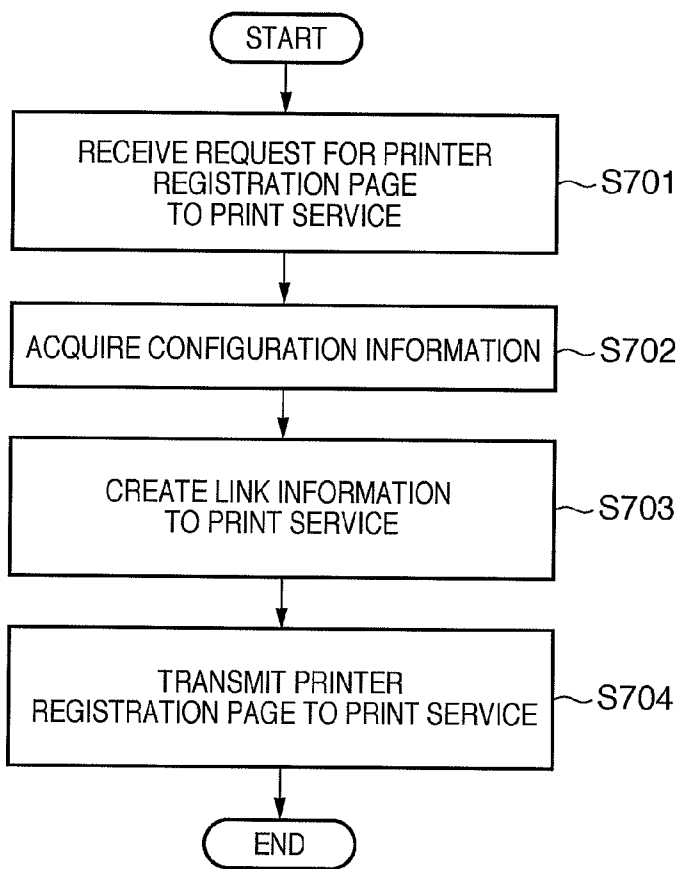 START
RECEIVE REQUEST FOR PRINTER
REGISTRATION PAGE
TO PRINT SERVICE
S701
ACQUIRE CONFIGURATION INFORMATION
S702
CREATE LINK INFORMATION
TO PRINT SERVICE
S703
TRANSMIT PRINTER
REGISTRATION PAGE TO PRINT SERVICE
S704
END